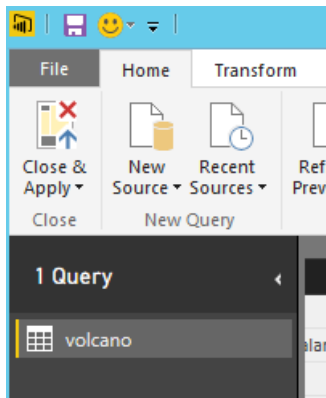 File Home Transform
Close & Apply
New Source
Recent Sources
Close
New Query
1 Query
volcano